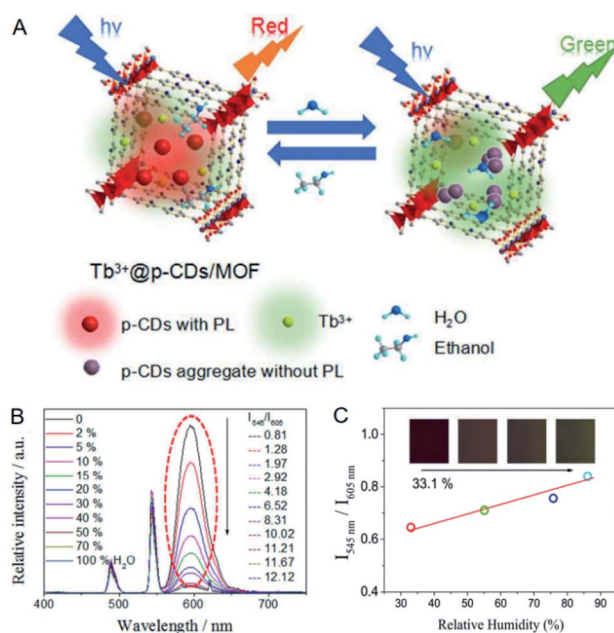 A
hν
Red
hν
Green
Tb³⁺@p-CDs/MOF
p-CDs with PL
Tb³⁺
H₂O
Ethanol
p-CDs aggregate without PL
B
Relative intensity / a.u.
0
2 %
5 %
10 %
15 %
20 %
30 %
40 %
50 %
70 %
100 % H₂O
I₅₄₅/I₆₀₅
0.81
1.28
1.97
2.92
4.18
6.52
8.31
10.02
11.21
11.67
12.12
400 500 600 700
Wavelength / nm
C
I₅₄₅ ₙₘ / I₆₀₅ ₙₘ
1.0
0.8
0.6
0.4
33.1 %
30 40 50 60 70 80 90
Relative Humidity (%)